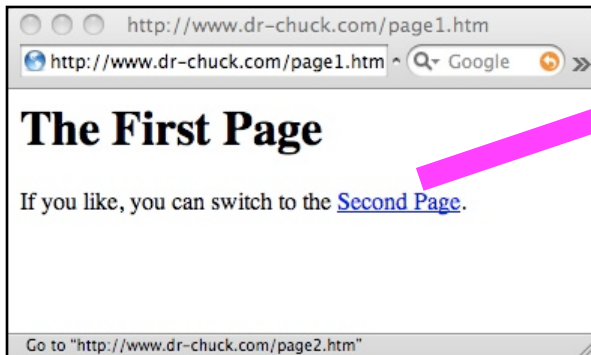 http://www.dr-chuck.com/page1.htm
http://www.dr-chuck.com/page1.htm Google
The First Page
If you like, you can switch to the Second Page.
Go to "http://www.dr-chuck.com/page2.htm"